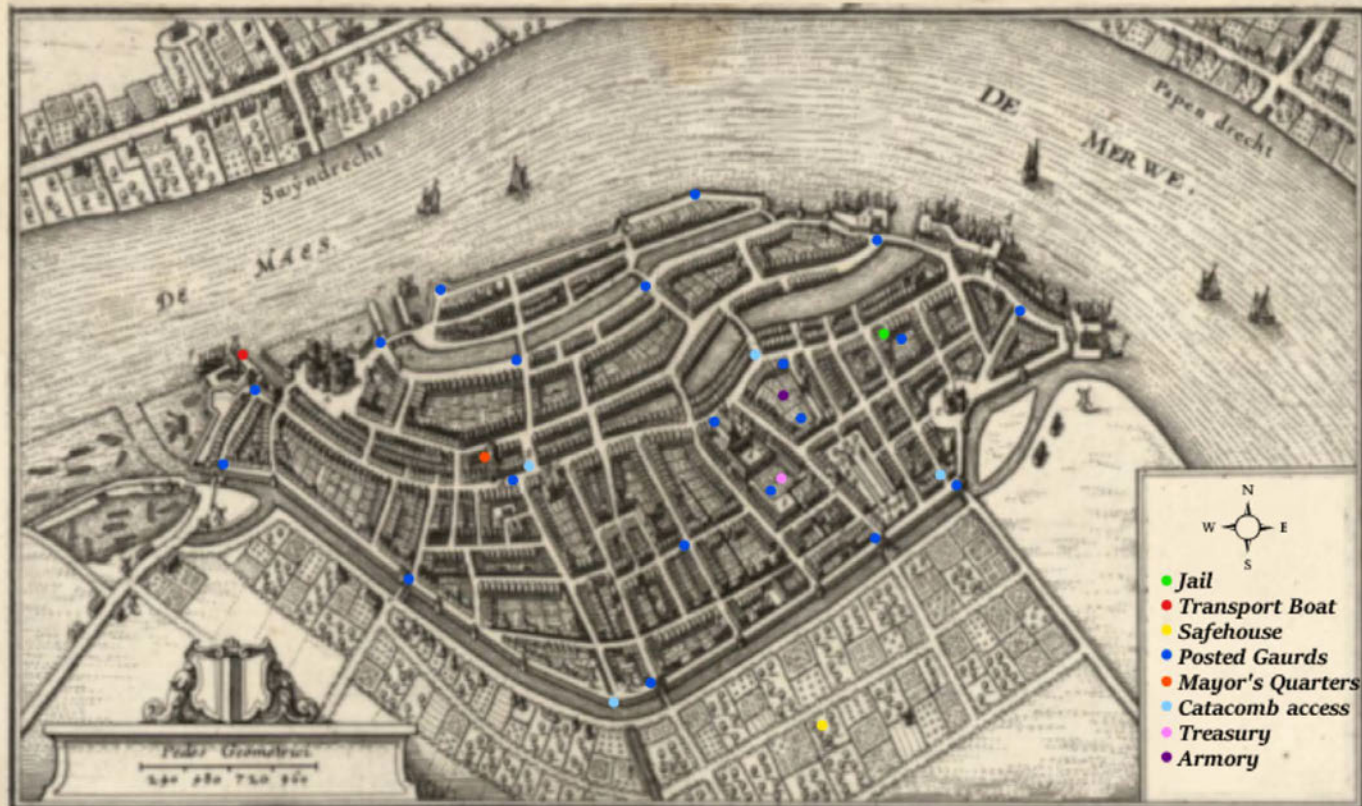 Swÿndrecht
DE MAES.
DE MERWE.
Papen drecht
N
W E
S
Jail
Transport Boat
Safehouse
Posted Gaurds
Mayor's Quarters
Catacomb access
Treasury
Armory
Pedes Geometrici